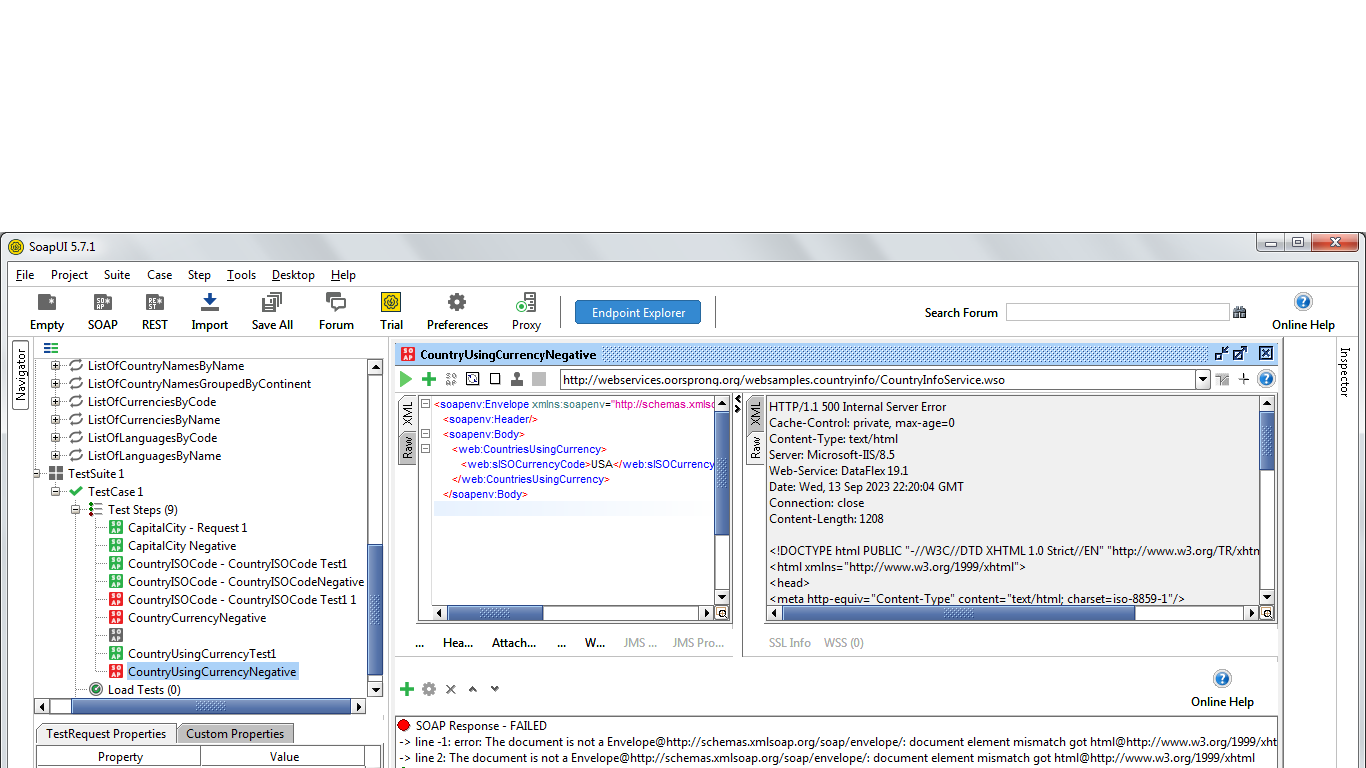 SoapUI 5.7.1
File Project Suite Case Step Tools Desktop Help
Empty SOAP REST Import Save All Forum Trial Preferences Proxy
Endpoint Explorer
Search Forum
Online Help
Navigator
ListOfCountryNamesByName
ListOfCountryNamesGroupedByContinent
ListOfCurrenciesByCode
ListOfCurrenciesByName
ListOfLanguagesByCode
ListOfLanguagesByName
TestSuite 1
TestCase 1
Test Steps (9)
CapitalCity - Request 1
CapitalCity Negative
CountryISOCode - CountryISOCode Test1
CountryISOCode - CountryISOCodeNegative
CountryISOCode - CountryISOCode Test1 1
CountryCurrencyNegative
CountryUsingCurrencyTest1
CountryUsingCurrencyNegative
Load Tests (0)
TestRequest Properties Custom Properties
Property Value
CountryUsingCurrencyNegative
http://webservices.oorsprong.org/websamples.countryinfo/CountryInfoService.wso
XML
Raw
<soapenv:Envelope xmlns:soapenv="http://schemas.xmlsc
<soapenv:Header/>
<soapenv:Body>
<web:CountriesUsingCurrency>
<web:sISOCurrencyCode>USA</web:sISOCurrency
</web:CountriesUsingCurrency>
</soapenv:Body>
... Hea... Attach... ... W... JMS ... JMS Pro...
XML
Raw
HTTP/1.1 500 Internal Server Error
Cache-Control: private, max-age=0
Content-Type: text/html
Server: Microsoft-IIS/8.5
Web-Service: DataFlex 19.1
Date: Wed, 13 Sep 2023 22:20:04 GMT
Connection: close
Content-Length: 1208
<!DOCTYPE html PUBLIC "-//W3C//DTD XHTML 1.0 Strict//EN" "http://www.w3.org/TR/xhtn
<html xmlns="http://www.w3.org/1999/xhtml">
<head>
<meta http-equiv="Content-Type" content="text/html; charset=iso-8859-1"/>
SSL Info WSS (0)
Inspector
Online Help
SOAP Response - FAILED
-> line -1: error: The document is not a Envelope@http://schemas.xmlsoap.org/soap/envelope/: document element mismatch got html@http://www.w3.org/1999/xht
-> line 2: The document is not a Envelope@http://schemas.xmlsoap.org/soap/envelope/: document element mismatch got html@http://www.w3.org/1999/xhtml